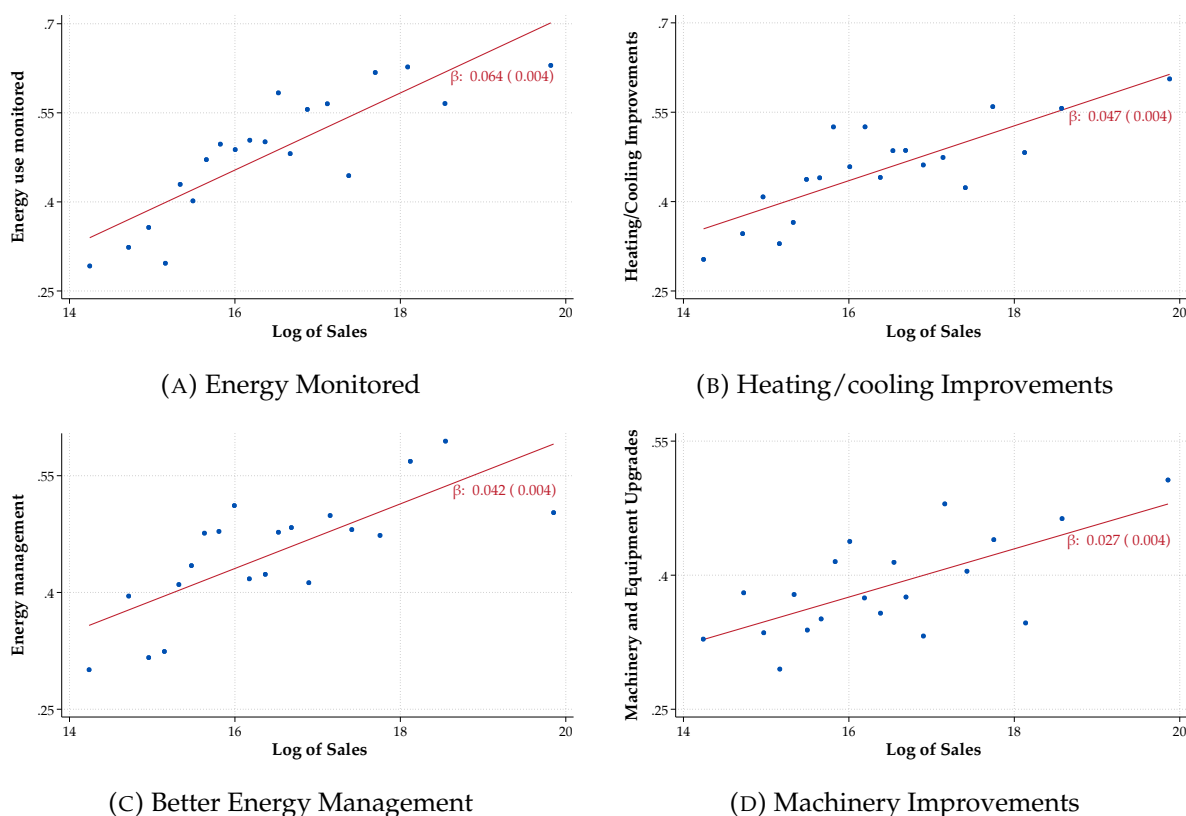 .7
.55
.4
.25
Energy use monitored
β: 0.064 ( 0.004)
14 16 18 20
Log of Sales
(A) Energy Monitored
.7
.55
.4
.25
Heating/Cooling Improvements
β: 0.047 ( 0.004)
14 16 18 20
Log of Sales
(B) Heating/cooling Improvements
.55
.4
.25
Energy management
β: 0.042 ( 0.004)
14 16 18 20
Log of Sales
(C) Better Energy Management
.55
.4
.25
Machinery and Equipment Upgrades
β: 0.027 ( 0.004)
14 16 18 20
Log of Sales
(D) Machinery Improvements